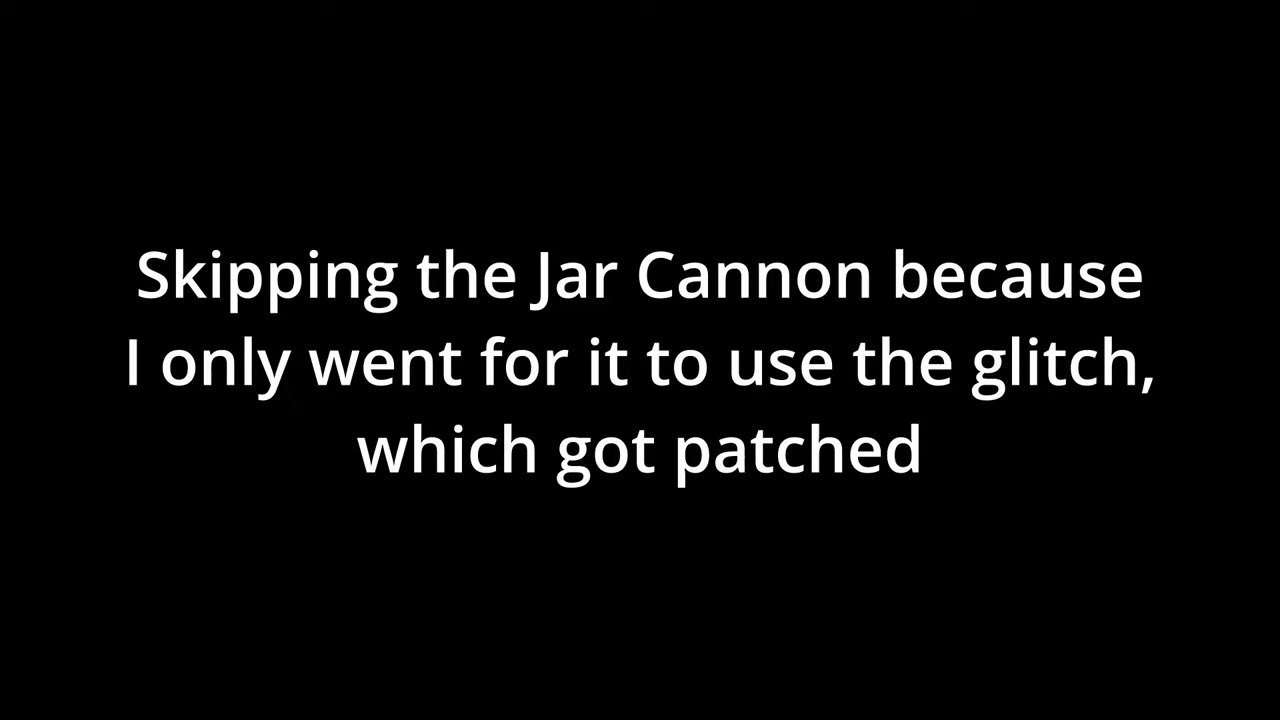 Skipping the Jar Cannon because
I only went for it to use the glitch,
which got patched